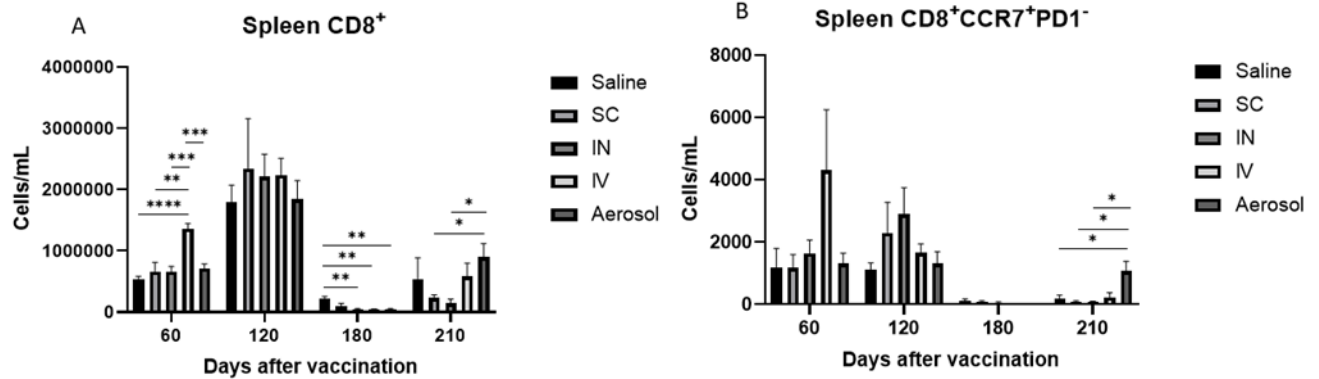 A
Spleen CD8⁺
4000000
3000000
2000000
1000000
0
Cells/mL
****
**
***
***
**
**
**
*
*
60 120 180 210
Days after vaccination
Saline
SC
IN
IV
Aerosol
B
Spleen CD8⁺CCR7⁺PD1⁻
8000
6000
4000
2000
0
Cells/mL
*
*
*
60 120 180 210
Days after vaccination
Saline
SC
IN
IV
Aerosol